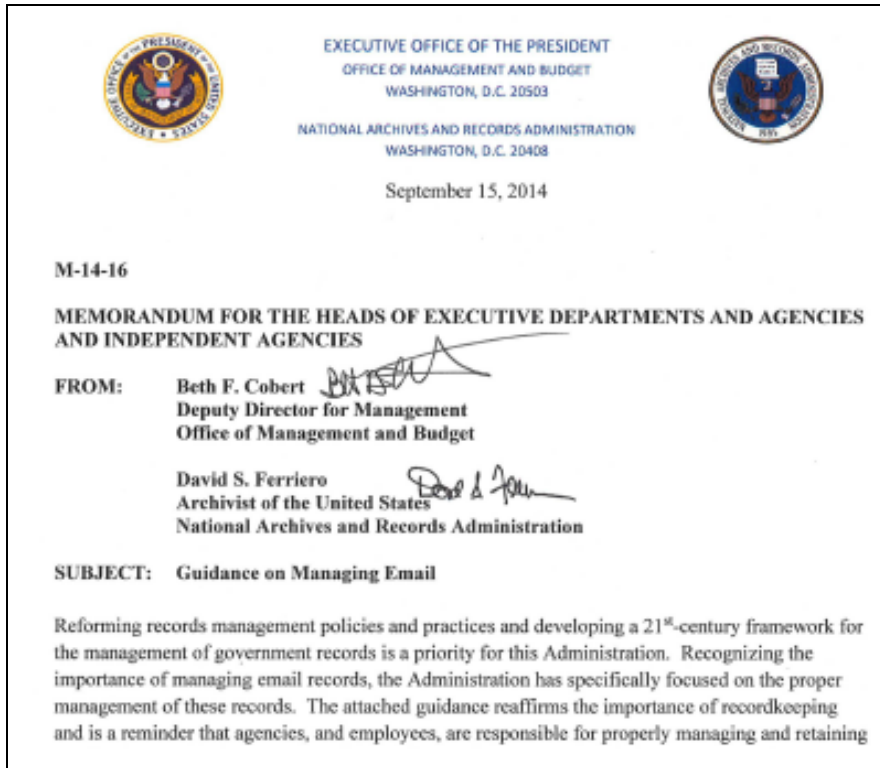 EXECUTIVE OFFICE OF THE PRESIDENT
OFFICE OF MANAGEMENT AND BUDGET
WASHINGTON, D.C. 20503
NATIONAL ARCHIVES AND RECORDS ADMINISTRATION
WASHINGTON, D.C. 20408
September 15, 2014
M-14-16
MEMORANDUM FOR THE HEADS OF EXECUTIVE DEPARTMENTS AND AGENCIES
AND INDEPENDENT AGENCIES
FROM: Beth F. Cobert
Deputy Director for Management
Office of Management and Budget
David S. Ferriero
Archivist of the United States
National Archives and Records Administration
SUBJECT: Guidance on Managing Email
Reforming records management policies and practices and developing a 21st-century framework for
the management of government records is a priority for this Administration. Recognizing the
importance of managing email records, the Administration has specifically focused on the proper
management of these records. The attached guidance reaffirms the importance of recordkeeping
and is a reminder that agencies, and employees, are responsible for properly managing and retaining